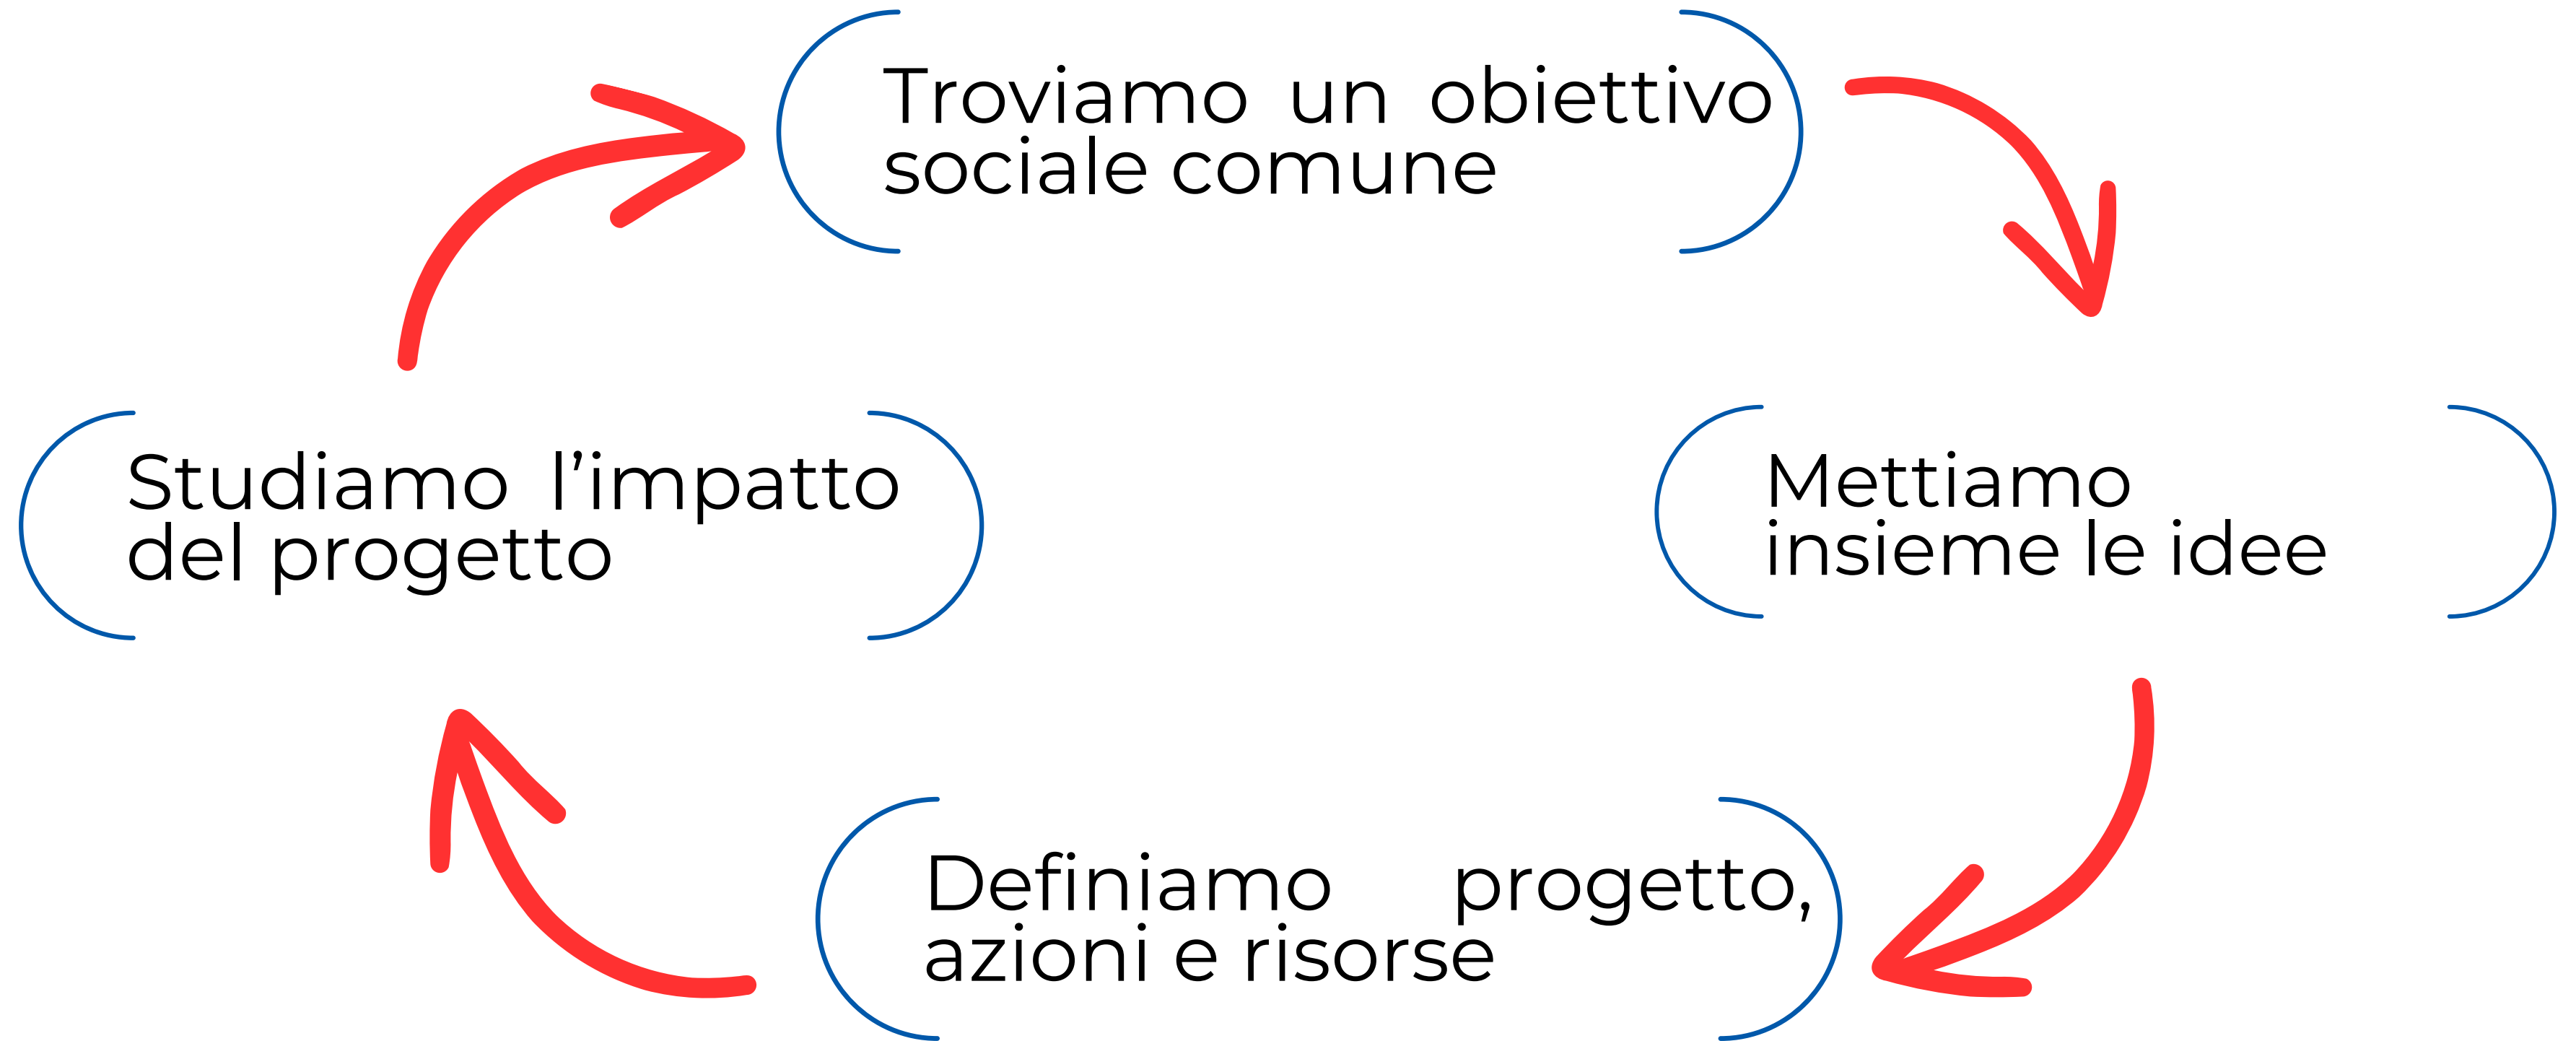 Troviamo un obiettivo
sociale comune
Mettiamo
insieme le idee
Definiamo progetto,
azioni e risorse
Studiamo l’impatto
del progetto